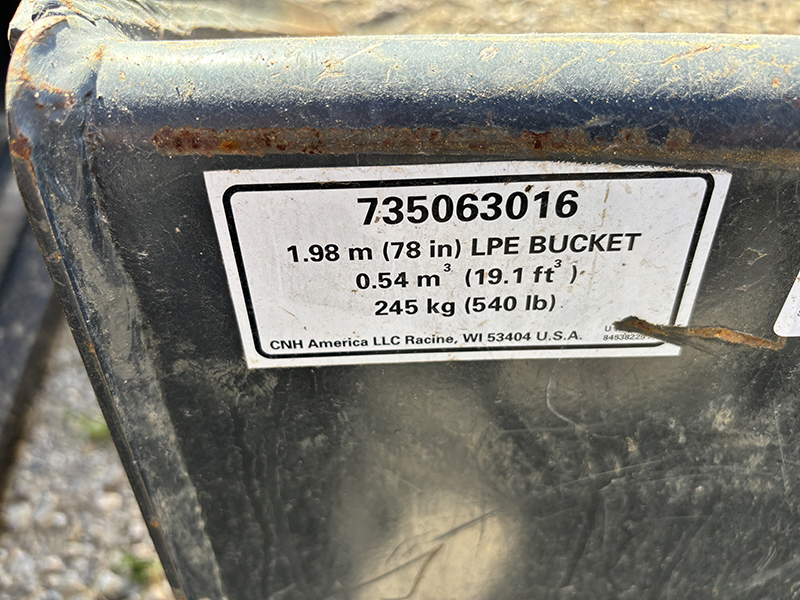 735063016
1.98 m (78 in) LPE BUCKET
0.54 m³ (19.1 ft³)
245 kg (540 lb)
CNH America LLC Racine, WI 53404 U.S.A.